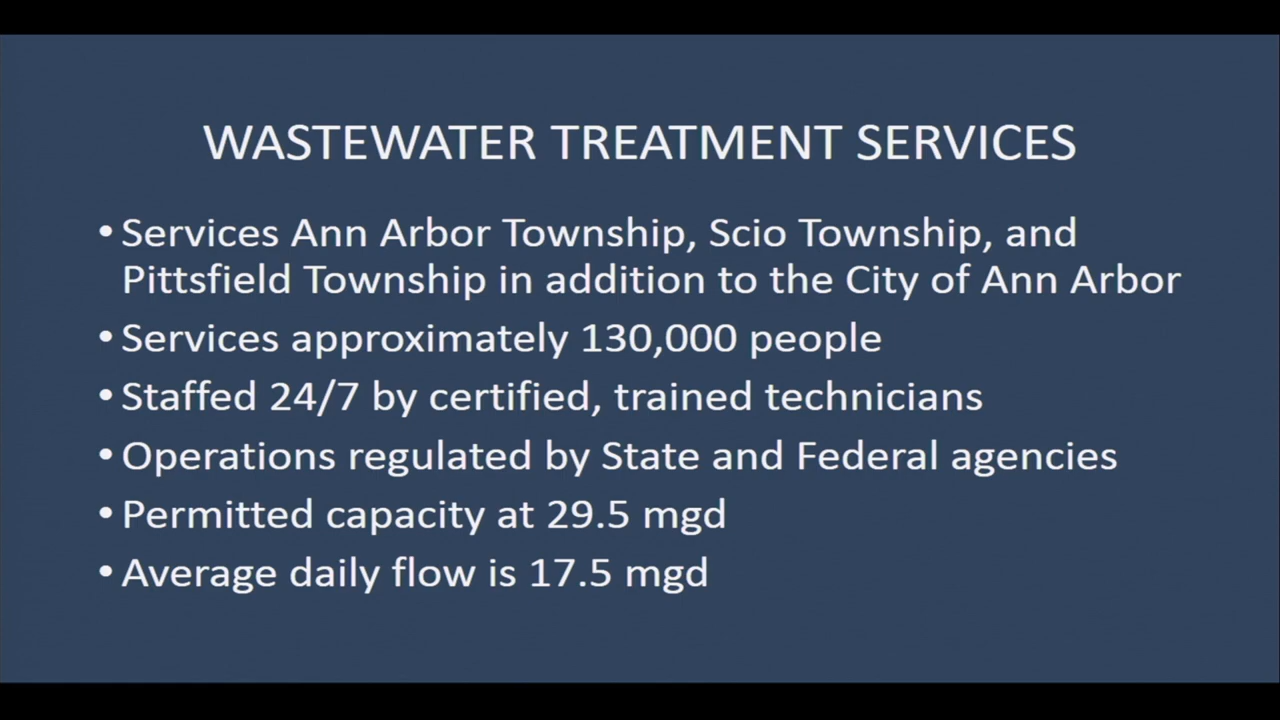 WASTEWATER TREATMENT SERVICES
• Services Ann Arbor Township, Scio Township, and
Pittsfield Township in addition to the City of Ann Arbor
• Services approximately 130,000 people
• Staffed 24/7 by certified, trained technicians
• Operations regulated by State and Federal agencies
• Permitted capacity at 29.5 mgd
• Average daily flow is 17.5 mgd